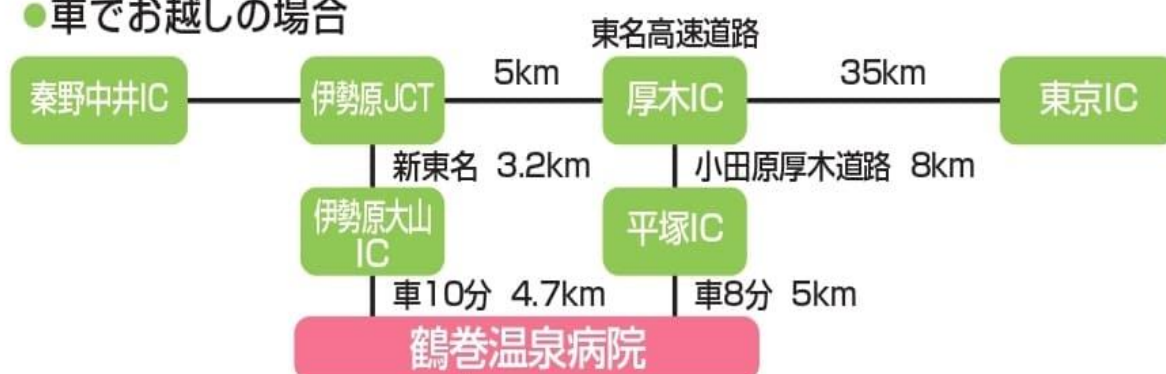 ●車でお越しの場合
東名高速道路
秦野中井IC
伊勢原JCT
5km
厚木IC
35km
東京IC
新東名 3.2km
小田原厚木道路 8km
伊勢原大山
IC
平塚IC
車10分 4.7km
車8分 5km
鶴巻温泉病院